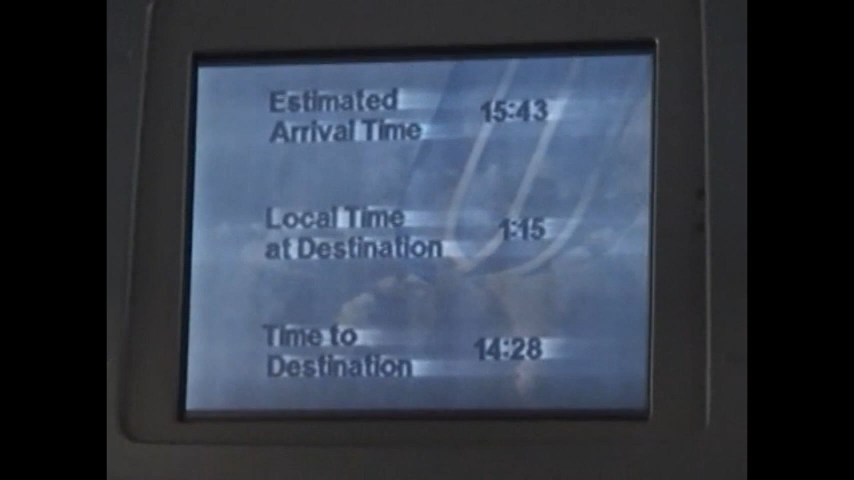 Estimated
Arrival Time 15:43
Local Time
at Destination 1:15
Time to
Destination 14:28